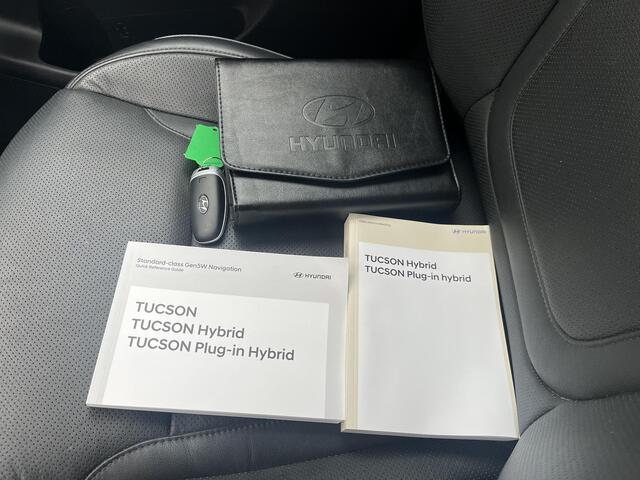 HYUNDAI
Standard-class Gen5W Navigation
Quick Reference Guide
HYUNDAI
TUCSON
TUCSON Hybrid
TUCSON Plug-in Hybrid
HYUNDAI
TUCSON Hybrid
TUCSON Plug-in hybrid